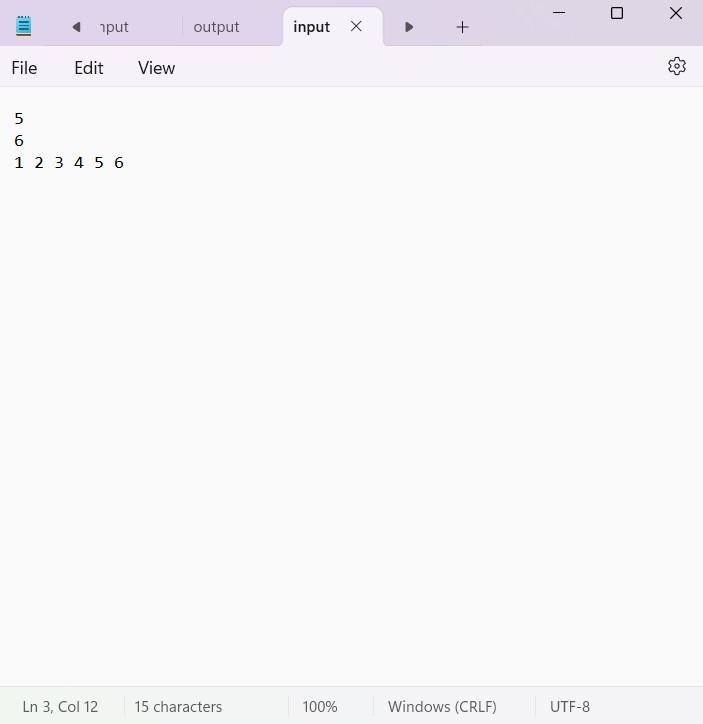 nput
output
input
File
Edit
View
5
6
1 2 3 4 5 6
Ln 3, Col 12
15 characters
100%
Windows (CRLF)
UTF-8